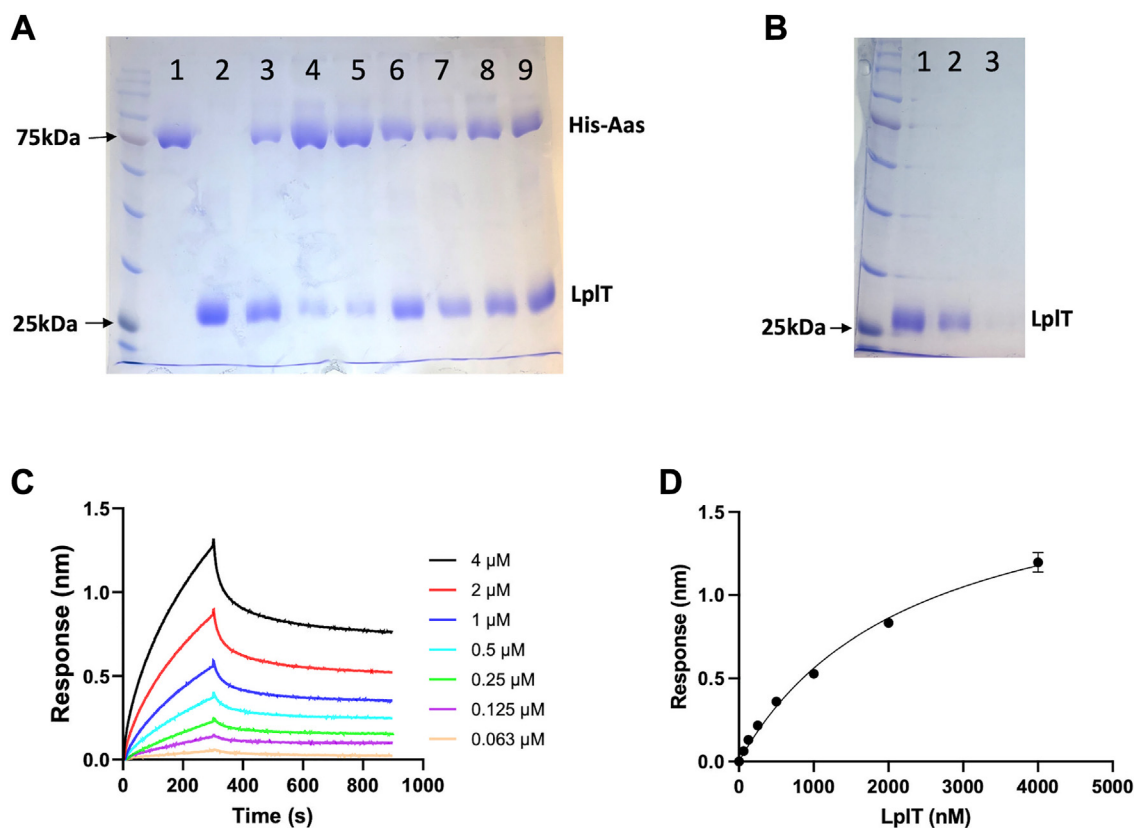 A
1 2 3 4 5 6 7 8 9
75kDa
His-Aas
25kDa
LplT
B
1 2 3
25kDa
LplT
C
1.5
1.0
0.5
0.0
Response (nm)
0 200 400 600 800 1000
Time (s)
4 µM
2 µM
1 µM
0.5 µM
0.25 µM
0.125 µM
0.063 µM
D
1.5
1.0
0.5
0.0
Response (nm)
0 1000 2000 3000 4000 5000
LplT (nM)